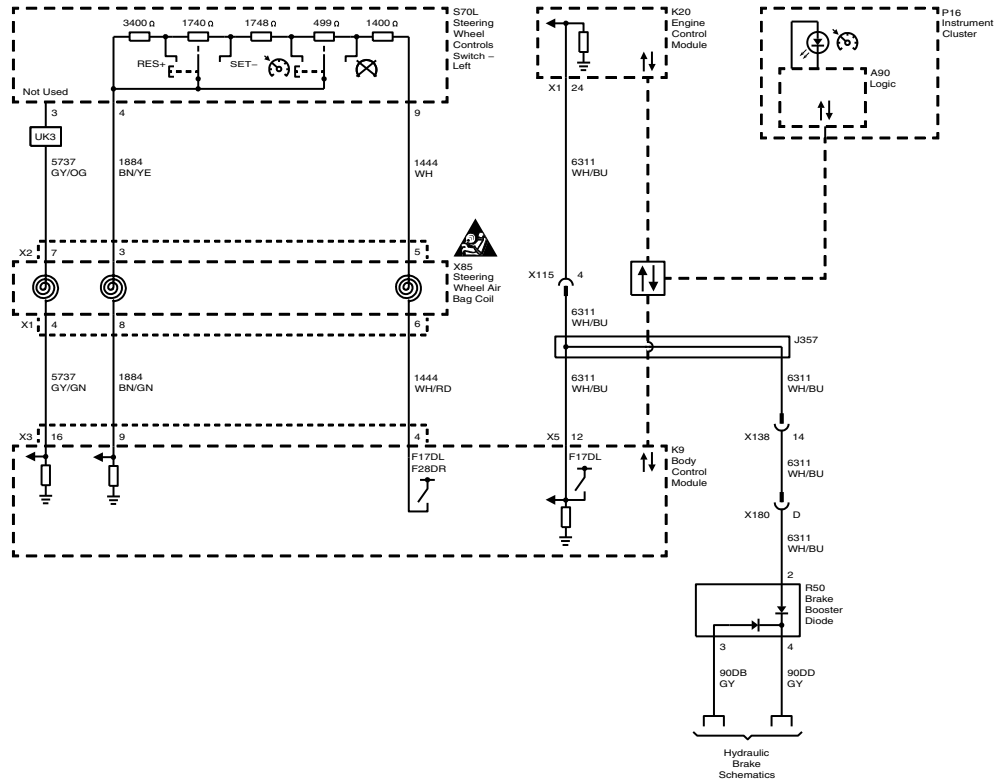 3400 Ω 1740 Ω 1748 Ω 499 Ω 1400 Ω
S70L
Steering
Wheel
Controls
Switch –
Left
RES+
SET–
Not Used
3
4
9
UK3
5737
GY/OG
1884
BN/YE
1444
WH
X2
7
3
5
X85
Steering
Wheel Air
Bag Coil
X1
4
8
6
5737
GY/GN
1884
BN/GN
1444
WH/RD
X3
16
9
4
F17DL
F28DR
K20
Engine
Control
Module
X1
24
6311
WH/BU
X115
4
6311
WH/BU
J357
6311
WH/BU
X5
12
F17DL
K9
Body
Control
Module
P16
Instrument
Cluster
A90
Logic
6311
WH/BU
X138
14
6311
WH/BU
X180
D
6311
WH/BU
2
R50
Brake
Booster
Diode
3
4
90DB
GY
90DD
GY
Hydraulic
Brake
Schematics